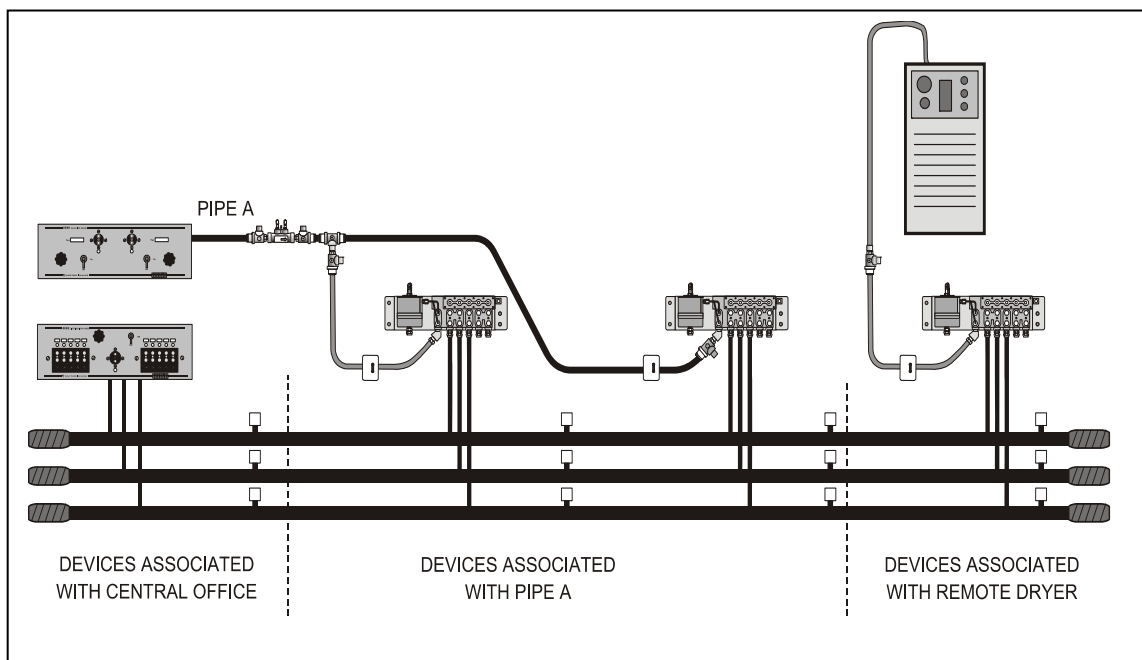 PIPE A
DEVICES ASSOCIATED
WITH CENTRAL OFFICE
DEVICES ASSOCIATED
WITH PIPE A
DEVICES ASSOCIATED
WITH REMOTE DRYER